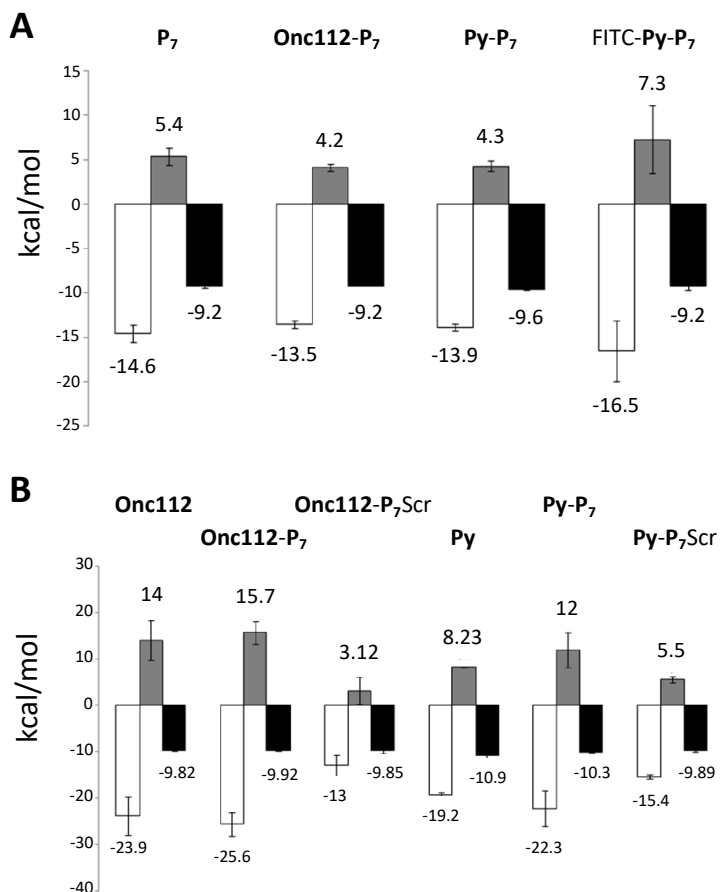 A
P7 Onc112-P7 Py-P7 FITC-Py-P7
kcal/mol
15
10
5
0
-5
-10
-15
-20
-25
5.4 4.2 4.3 7.3
-9.2 -9.2 -9.6 -9.2
-14.6 -13.5 -13.9 -16.5
B
Onc112 Onc112-P7Scr Py-P7
Onc112-P7 Py Py-P7Scr
kcal/mol
30
20
10
0
-10
-20
-30
-40
14 15.7 3.12 8.23 12 5.5
-9.82 -9.92 -9.85 -10.9 -10.3 -9.89
-23.9 -25.6 -13 -19.2 -22.3 -15.4